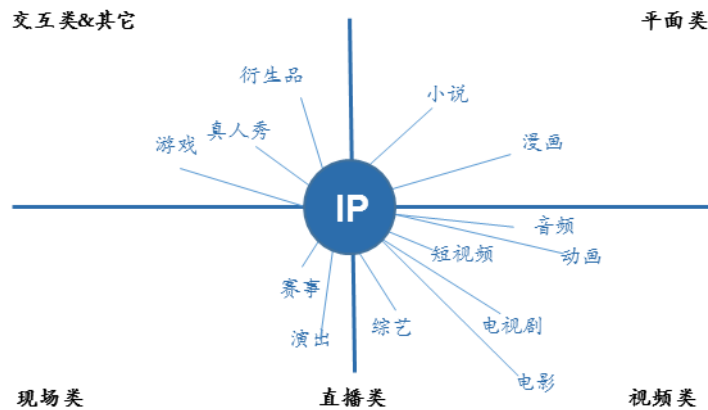 交互类&其它
平面类
衍生品
小说
真人秀
游戏
漫画
IP
音频
短视频
动画
赛事
演出
综艺
电视剧
电影
现场类
直播类
视频类